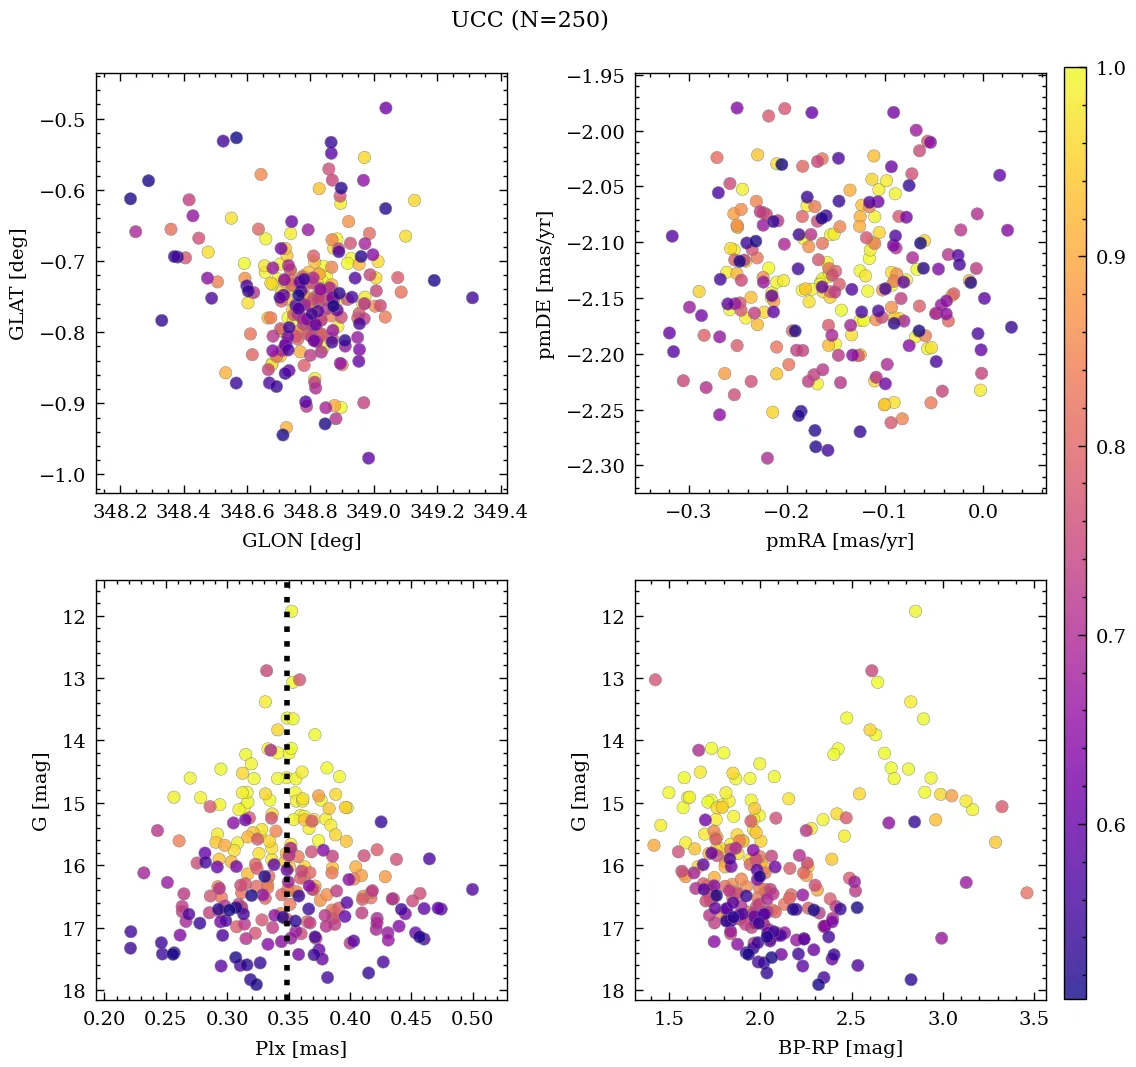 UCC (N=250)
−0.5
−0.6
−0.7
−0.8
−0.9
−1.0
GLAT [deg]
348.2 348.4 348.6 348.8 349.0 349.2 349.4
GLON [deg]
−1.95
−2.00
−2.05
−2.10
−2.15
−2.20
−2.25
−2.30
pmDE [mas/yr]
−0.3 −0.2 −0.1 0.0
pmRA [mas/yr]
1.0
0.9
0.8
0.7
0.6
12
13
14
15
16
17
18
G [mag]
0.20 0.25 0.30 0.35 0.40 0.45 0.50
Plx [mas]
12
13
14
15
16
17
18
G [mag]
1.5 2.0 2.5 3.0 3.5
BP-RP [mag]